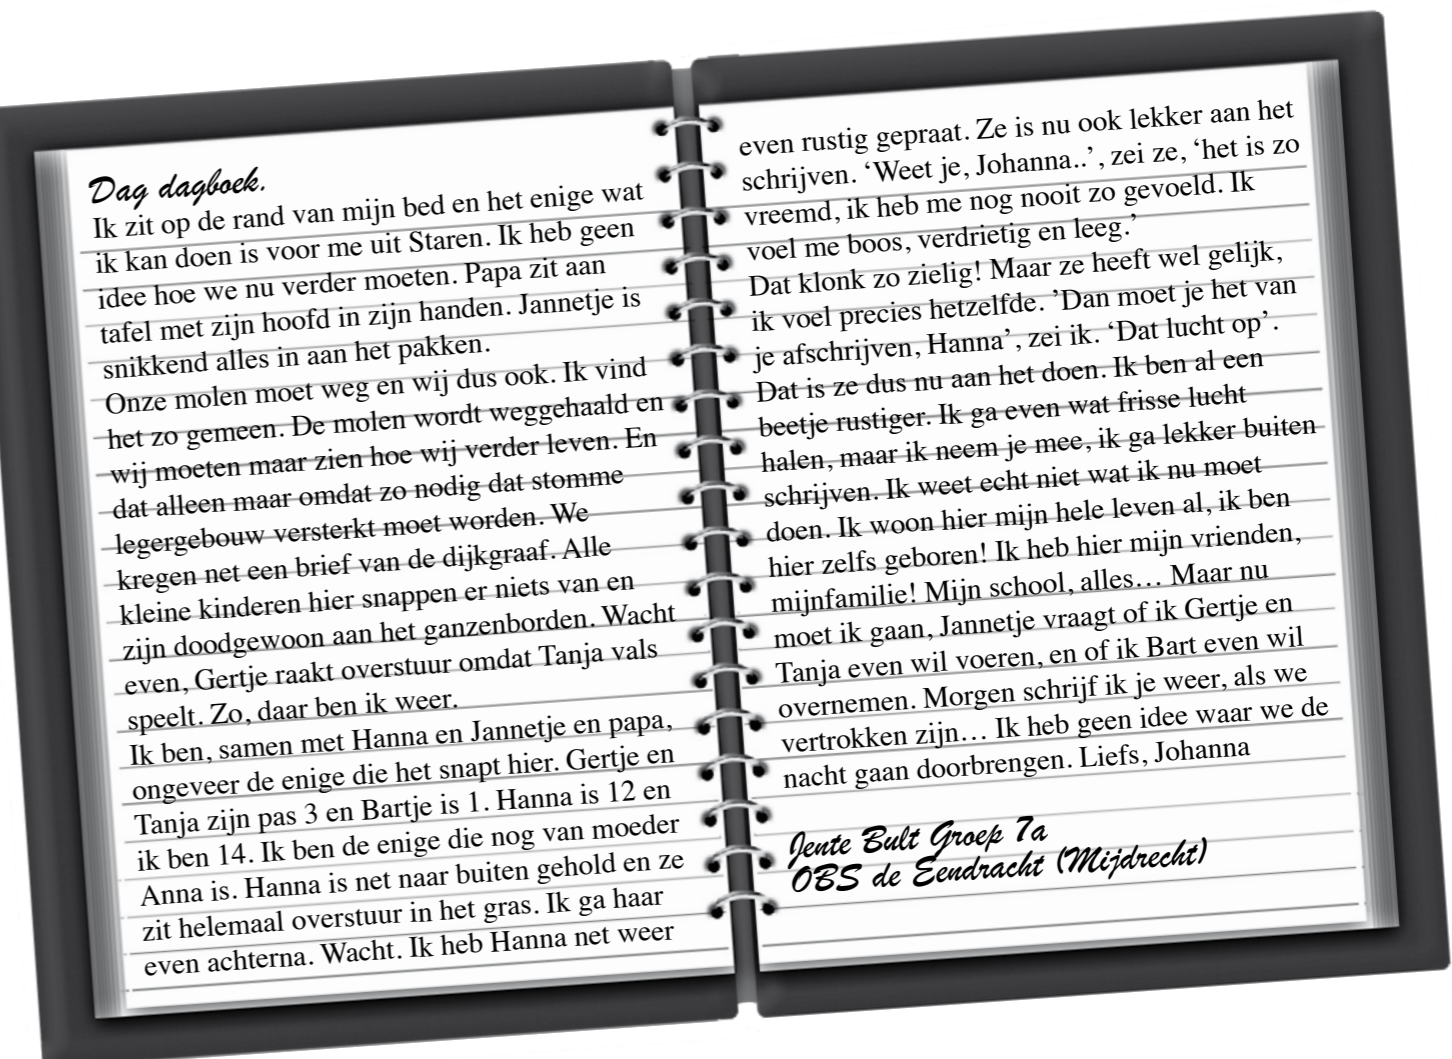 Dag dagboek.
Ik zit op de rand van mijn bed en het enige wat
ik kan doen is voor me uit Staren. Ik heb geen
idee hoe we nu verder moeten. Papa zit aan
tafel met zijn hoofd in zijn handen. Jannetje is
snikkend alles in aan het pakken.
Onze molen moet weg en wij dus ook. Ik vind
het zo gemeen. De molen wordt weggehaald en
wij moeten maar zien hoe wij verder leven. En
dat alleen maar omdat zo nodig dat stomme
legergebouw versterkt moet worden. We
kregen net een brief van de dijkgraaf. Alle
kleine kinderen hier snappen er niets van en
zijn doodgewoon aan het ganzenborden. Wacht
even, Gertje raakt overstuur omdat Tanja vals
speelt. Zo, daar ben ik weer.
Ik ben, samen met Hanna en Jannetje en papa,
ongeveer de enige die het snapt hier. Gertje en
Tanja zijn pas 3 en Bartje is 1. Hanna is 12 en
ik ben 14. Ik ben de enige die nog van moeder
Anna is. Hanna is net naar buiten gehold en ze
zit helemaal overstuur in het gras. Ik ga haar
even achterna. Wacht. Ik heb Hanna net weer
even rustig gepraat. Ze is nu ook lekker aan het
schrijven. ‘Weet je, Johanna..’, zei ze, ‘het is zo
vreemd, ik heb me nog nooit zo gevoeld. Ik
voel me boos, verdrietig en leeg.’
Dat klonk zo zielig! Maar ze heeft wel gelijk,
ik voel precies hetzelfde. ’Dan moet je het van
je afschrijven, Hanna’, zei ik. ‘Dat lucht op’.
Dat is ze dus nu aan het doen. Ik ben al een
beetje rustiger. Ik ga even wat frisse lucht
halen, maar ik neem je mee, ik ga lekker buiten
schrijven. Ik weet echt niet wat ik nu moet
doen. Ik woon hier mijn hele leven al, ik ben
hier zelfs geboren! Ik heb hier mijn vrienden,
mijnfamilie! Mijn school, alles… Maar nu
moet ik gaan, Jannetje vraagt of ik Gertje en
Tanja even wil voeren, en of ik Bart even wil
overnemen. Morgen schrijf ik je weer, als we
vertrokken zijn… Ik heb geen idee waar we de
nacht gaan doorbrengen. Liefs, Johanna
Jente Bult Groep 7a
OBS de Eendracht (Mijdrecht)